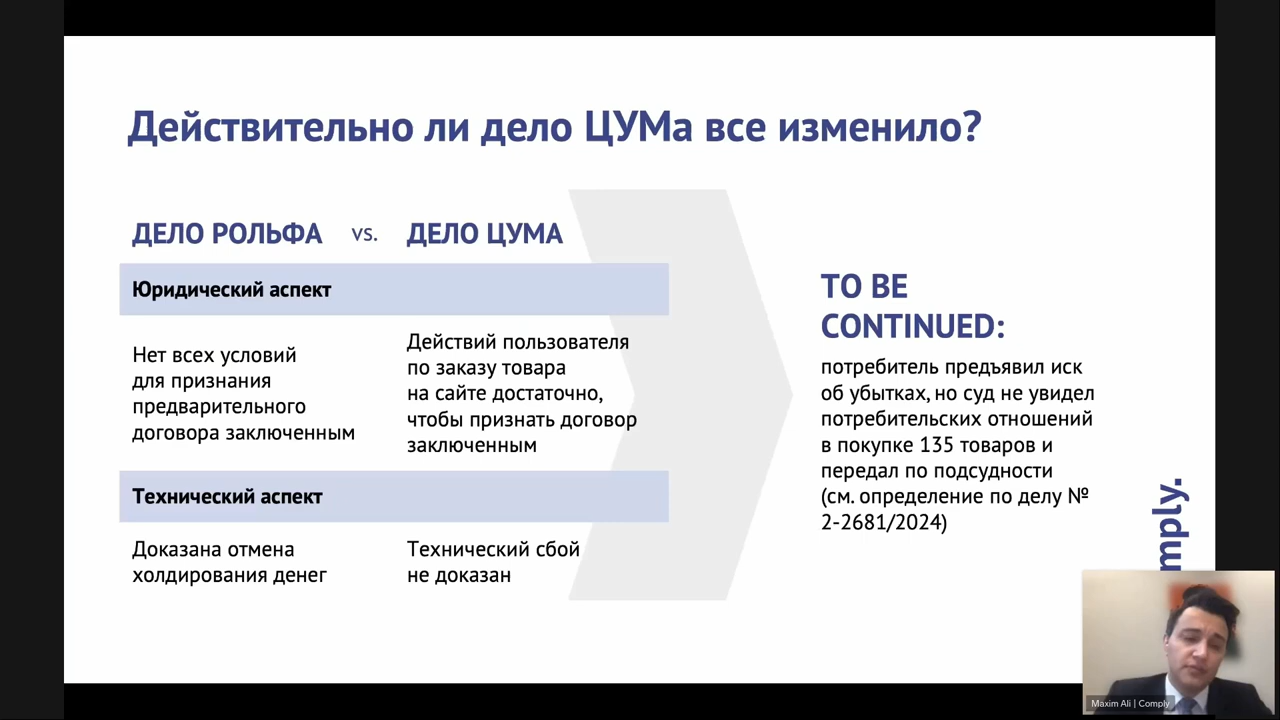 Действительно ли дело ЦУМа все изменило?
ДЕЛО РОЛЬФА vs. ДЕЛО ЦУМА
Юридический аспект
Нет всех условий
для признания
предварительного
договора заключенным
Действий пользователя
по заказу товара
на сайте достаточно,
чтобы признать договор
заключенным
Технический аспект
Доказана отмена
холдирования денег
Технический сбой
не доказан
TO BE
CONTINUED:
потребитель предъявил иск
об убытках, но суд не увидел
потребительских отношений
в покупке 135 товаров и
передал по подсудности
(см. определение по делу №
2-2681/2024)
mply.
Maxim Ali | Comply